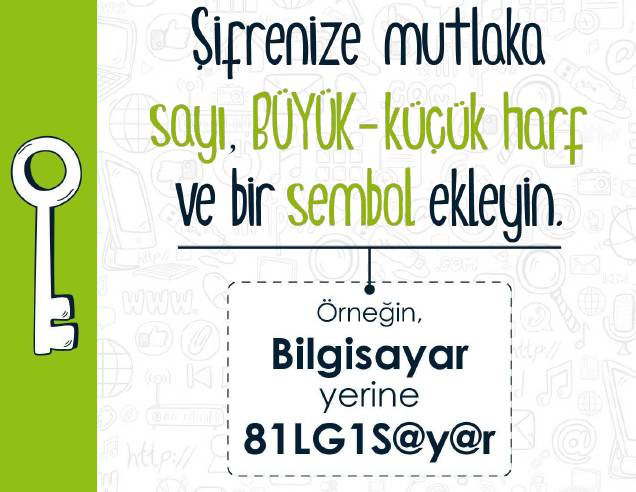 Şifrenize mutlaka
sayı, BÜYÜK-küçük harf
ve bir sembol ekleyin.
Örneğin,
Bilgisayar
yerine
81LG1S@y@r